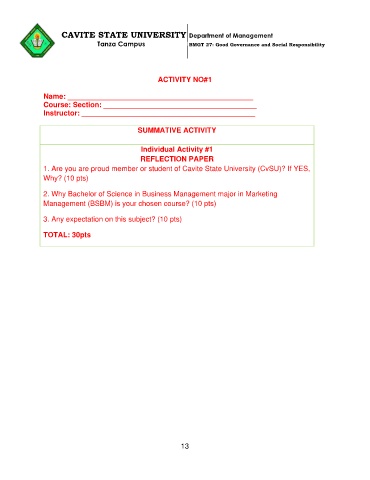 CAVITE STATE UNIVERSITY Department of Management
Tanza Campus BMGT 27- Good Governance and Social Responsibility
ACTIVITY NO#1
Name: ____________________________________________
Course: Section: ____________________________________
Instructor: _________________________________________
SUMMATIVE ACTIVITY
Individual Activity #1
REFLECTION PAPER
1. Are you are proud member or student of Cavite State University (CvSU)? If YES,
Why? (10 pts)
2. Why Bachelor of Science in Business Management major in Marketing
Management (BSBM) is your chosen course? (10 pts)
3. Any expectation on this subject? (10 pts)
TOTAL: 30pts
13